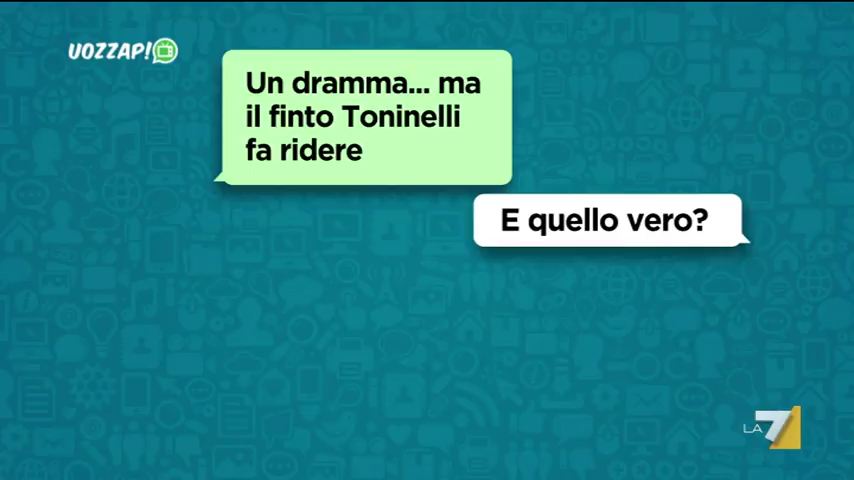 UOZZAP!
Un dramma... ma
il finto Toninelli
fa ridere
E quello vero?
LA 7